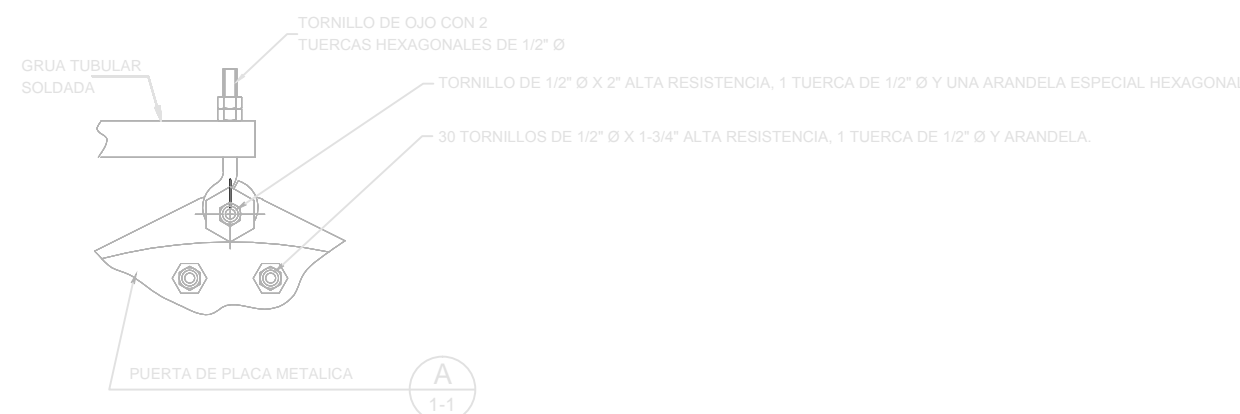 TORNILLO DE OJO CON 2
TUERCAS HEXAGONALES DE 1/2" Ø
GRUA TUBULAR
SOLDADA
TORNILLO DE 1/2" Ø X 2" ALTA RESISTENCIA, 1 TUERCA DE 1/2" Ø Y UNA ARANDELA ESPECIAL HEXAGONAL
30 TORNILLOS DE 1/2" Ø X 1-3/4" ALTA RESISTENCIA, 1 TUERCA DE 1/2" Ø Y ARANDELA.
PUERTA DE PLACA METALICA
A
1-1